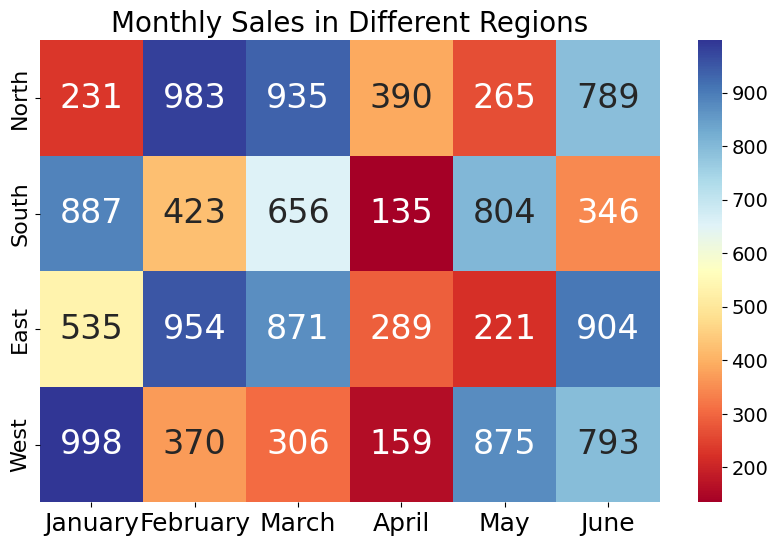 Monthly Sales in Different Regions
North 231 983 935 390 265 789
South 887 423 656 135 804 346
East 535 954 871 289 221 904
West 998 370 306 159 875 793
January February March April May June
900
800
700
600
500
400
300
200